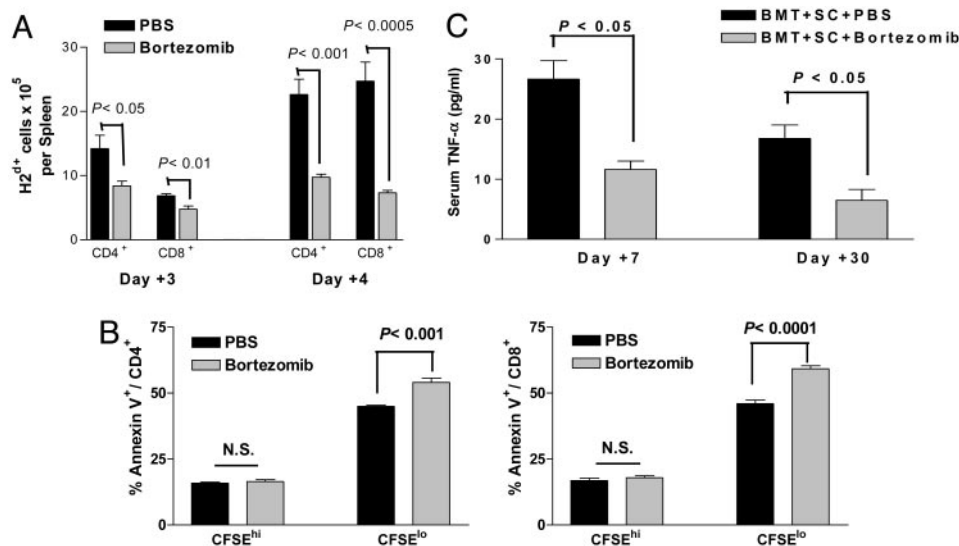 A
PBS
Bortezomib
P< 0.0005
P< 0.001
P< 0.05
P< 0.01
H2ᵈ⁺ cells x 10⁵
per Spleen
30
20
10
0
CD4 ⁺
CD8 ⁺
CD4 ⁺
CD8 ⁺
Day +3
Day +4
C
BMT+SC+PBS
BMT+SC+Bortezomib
P < 0.05
P < 0.05
Serum TNF-α (pg/ml)
30
20
10
0
Day +7
Day +30
B
PBS
Bortezomib
P< 0.001
N.S.
% Annexin V⁺/ CD4⁺
75
50
25
0
CFSEʰⁱ
CFSEˡᵒ
PBS
Bortezomib
P< 0.0001
N.S.
% Annexin V⁺/ CD8⁺
75
50
25
0
CFSEʰⁱ
CFSEˡᵒ